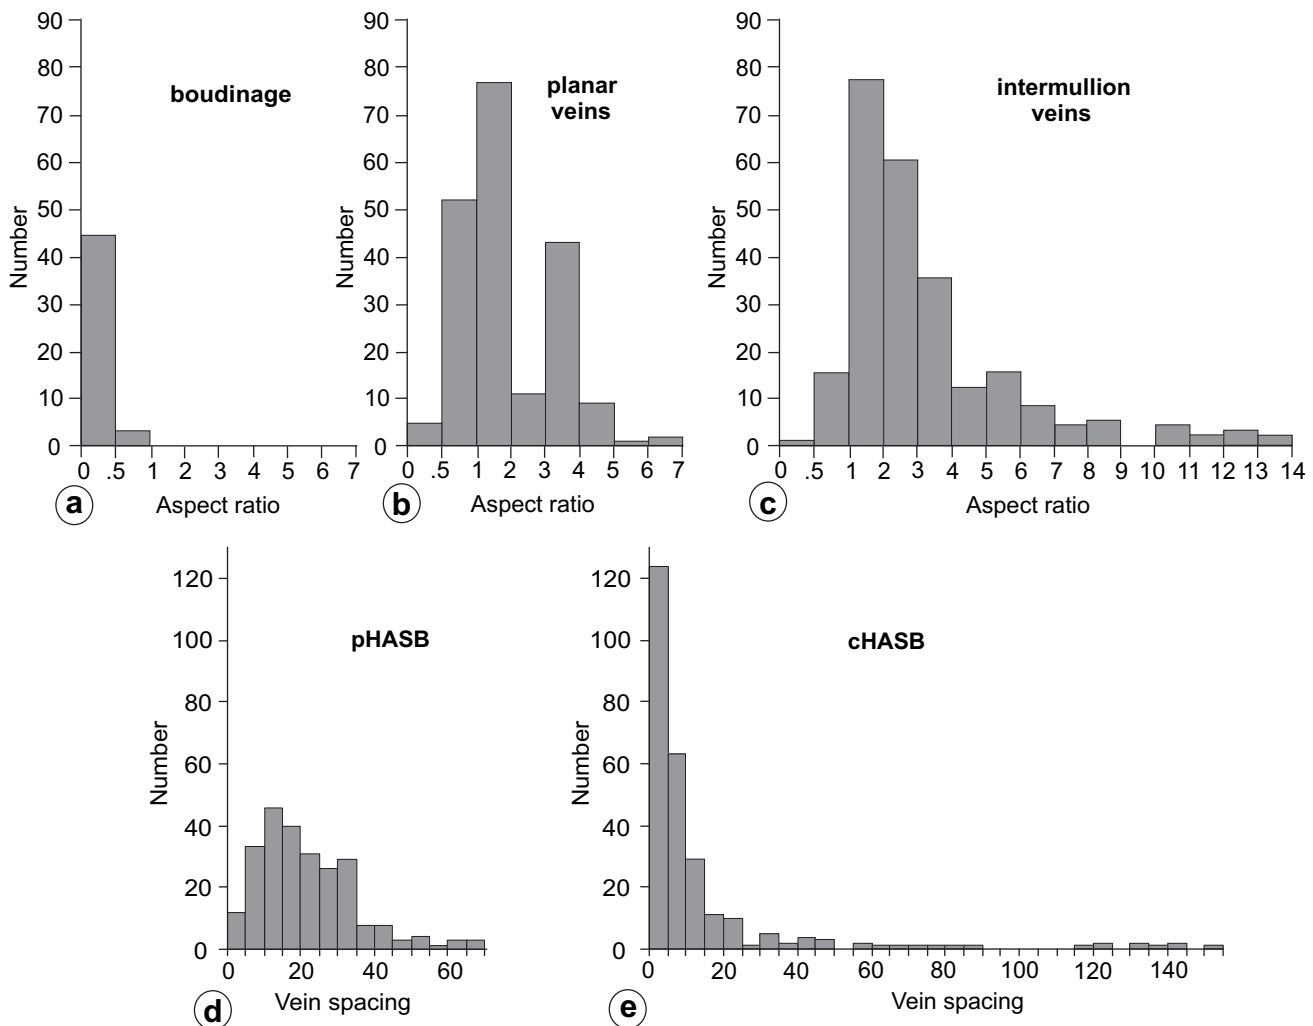 90
80
70
60
50
40
30
20
10
0
Number
boudinage
0 .5 1 2 3 4 5 6 7
a
Aspect ratio
90
80
70
60
50
40
30
20
10
0
Number
planar
veins
0 .5 1 2 3 4 5 6 7
b
Aspect ratio
90
80
70
60
50
40
30
20
10
0
Number
intermullion
veins
0 .5 1 2 3 4 5 6 7 8 9 10 11 12 13 14
c
Aspect ratio
120
100
80
60
40
20
0
Number
pHASB
0 20 40 60
d
Vein spacing
120
100
80
60
40
20
0
Number
cHASB
0 20 40 60 80 100 120 140
e
Vein spacing